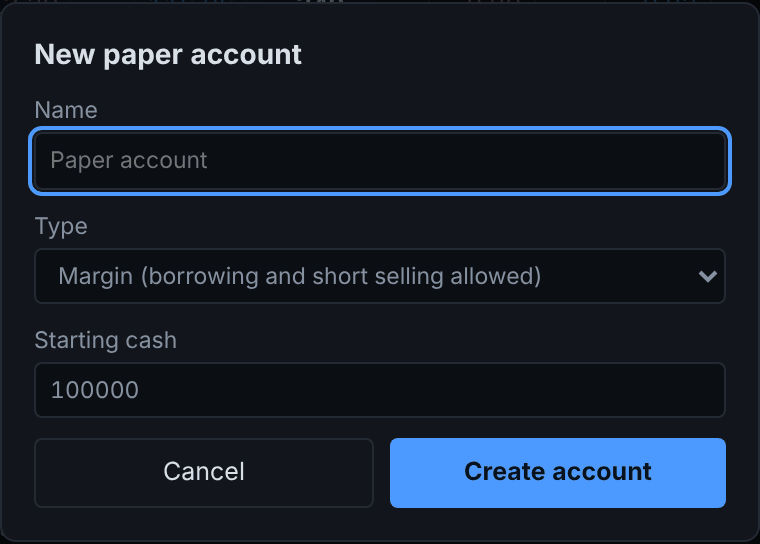 New paper account
Name
Paper account
Type
Margin (borrowing and short selling allowed)
Starting cash
100000
Cancel
Create account